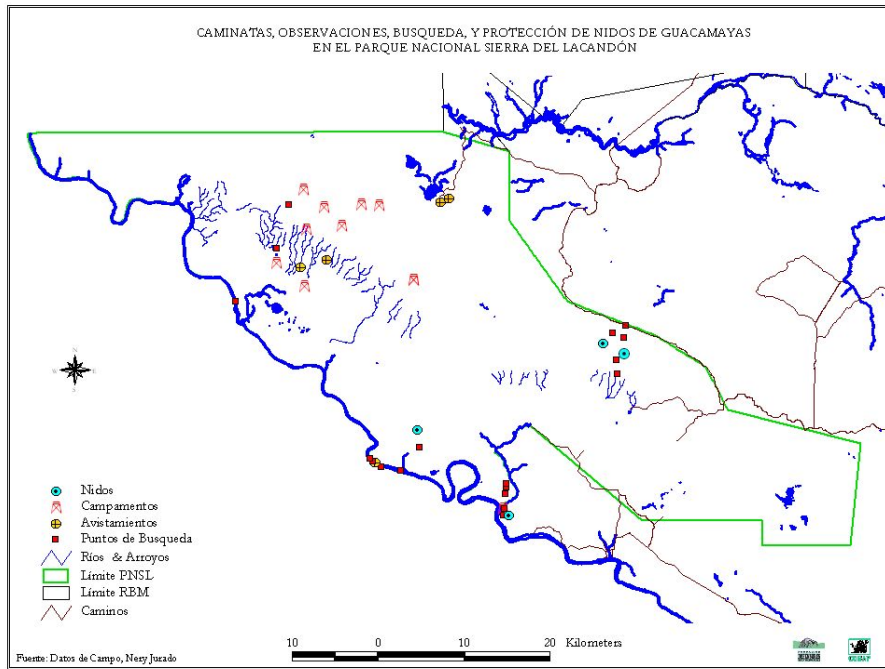 CAMINATAS, OBSERVACIONES, BUSQUEDA, Y PROTECCIÓN DE NIDOS DE GUACAMAYAS
EN EL PARQUE NACIONAL SIERRA DEL LACANDÓN
Nidos
Campamentos
Avistamientos
Puntos de Busqueda
Ríos & Arroyos
Límite PNSL
Límite RBM
Caminos
10 0 10 20 Kilometers
Fuente: Datos de Campo, Nery Jurado